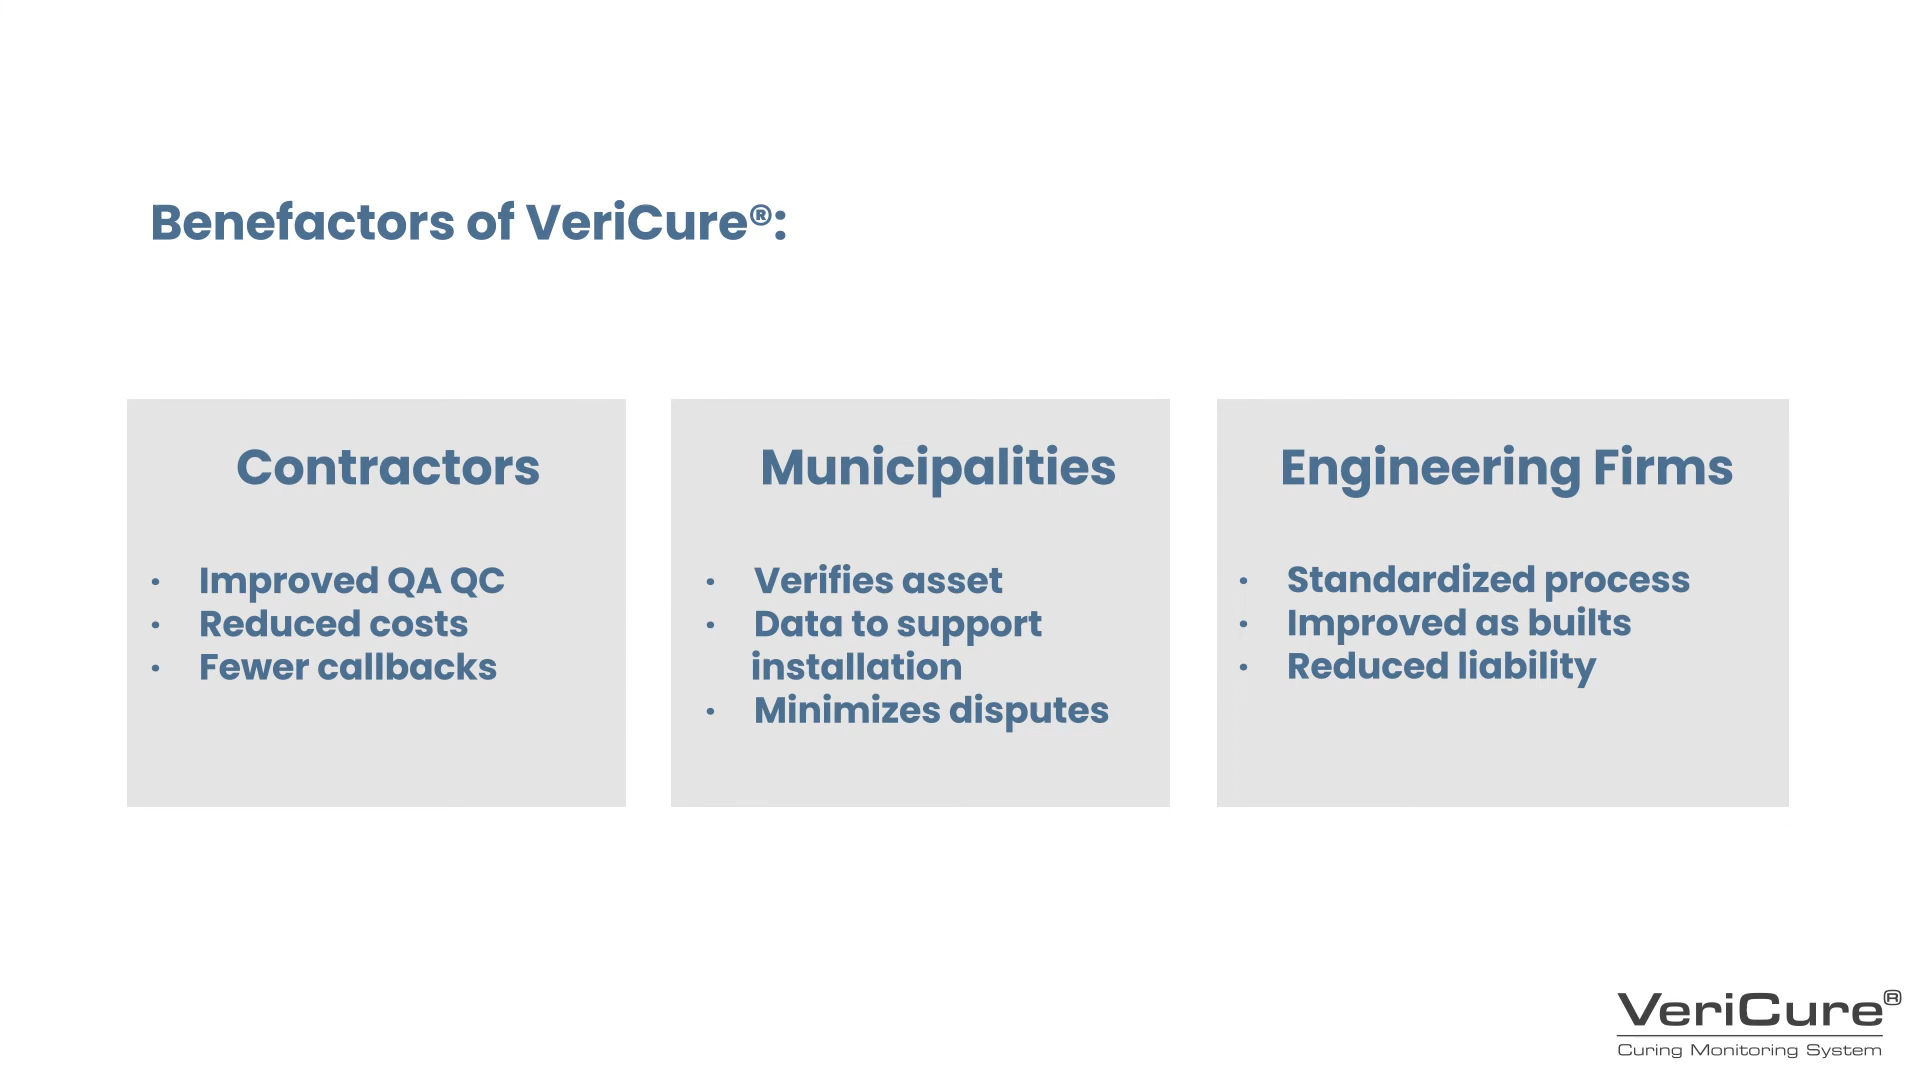 Benefactors of VeriCure®:
Contractors
• Improved QA QC
• Reduced costs
• Fewer callbacks
Municipalities
• Verifies asset
• Data to support
installation
• Minimizes disputes
Engineering Firms
• Standardized process
• Improved as builts
• Reduced liability
VeriCure®
Curing Monitoring System